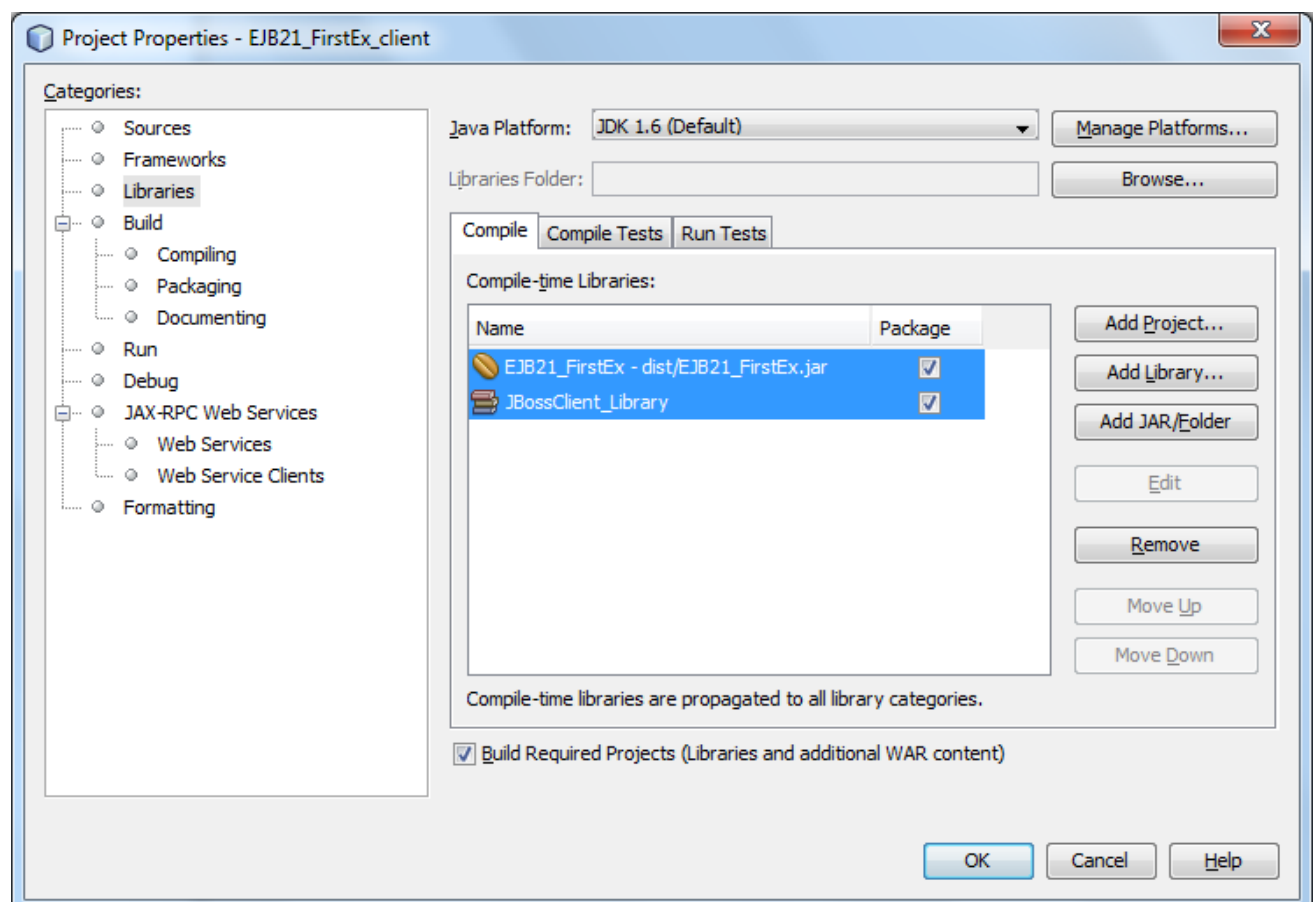 Project Properties - EJB21_FirstEx_client
X
Categories:
Sources
Frameworks
Libraries
Build
Compiling
Packaging
Documenting
Run
Debug
JAX-RPC Web Services
Web Services
Web Service Clients
Formatting
Java Platform: JDK 1.6 (Default) Manage Platforms...
Libraries Folder: Browse...
Compile Compile Tests Run Tests
Compile-time Libraries:
Name Package
EJB21_FirstEx - dist/EJB21_FirstEx.jar
JBossClient_Library
Add Project...
Add Library...
Add JAR/Folder
Edit
Remove
Move Up
Move Down
Compile-time libraries are propagated to all library categories.
Build Required Projects (Libraries and additional WAR content)
OK Cancel Help